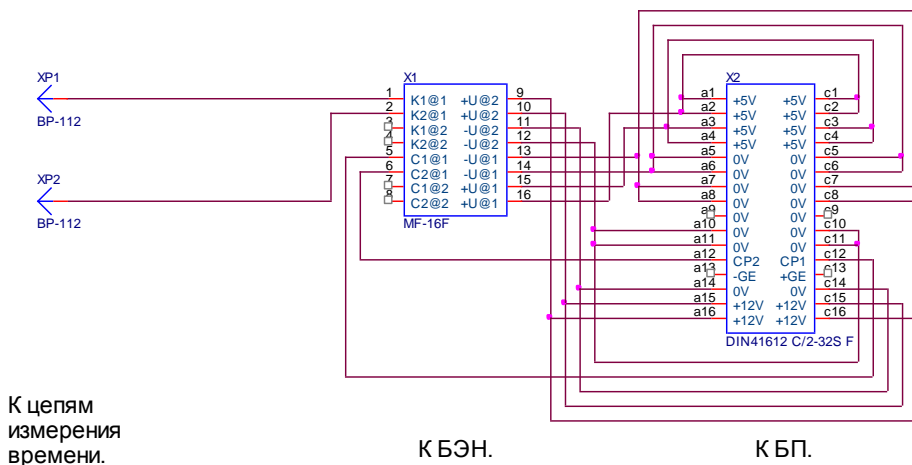 XP1
BP-112
XP2
BP-112
X1
1 K1@1 +U@2 9
2 K2@1 +U@2 10
3 K1@2 -U@2 11
4 K2@2 -U@2 12
5 C1@1 -U@1 13
6 C2@1 -U@1 14
7 C1@2 +U@1 15
8 C2@2 +U@1 16
MF-16F
X2
a1 +5V +5V c1
a2 +5V +5V c2
a3 +5V +5V c3
a4 +5V +5V c4
a5 0V 0V c5
a6 0V 0V c6
a7 0V 0V c7
a8 0V 0V c8
a9 0V 0V c9
a10 0V 0V c10
a11 0V 0V c11
a12 CP2 CP1 c12
a13 -GE +GE c13
a14 0V 0V c14
a15 +12V +12V c15
a16 +12V +12V c16
DIN41612 C/2-32S F
К цепям
измерения
времени.
К БЭН.
К БП.